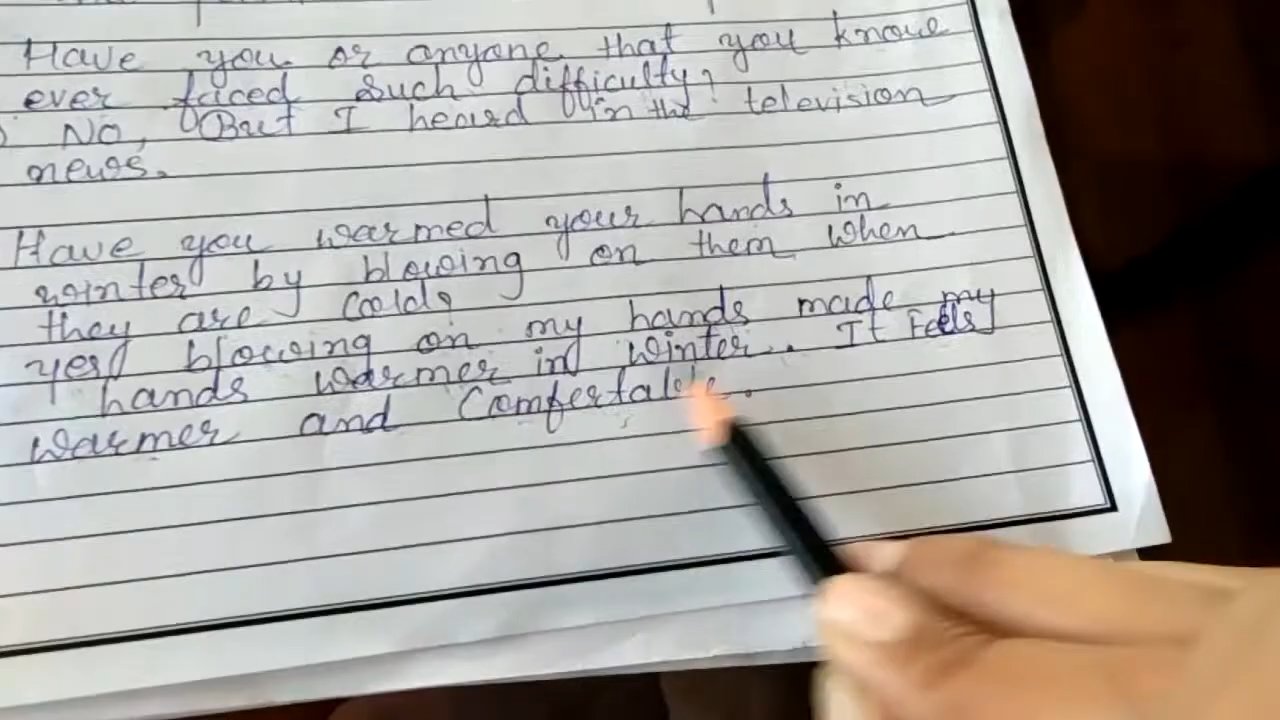 Have you or anyone that you know
ever faced such difficulty?
No, But I heard in the television
news.
Have you warmed your hands in
winter by blowing on them when
they are cold?
yes blowing on my hands made my
hands warmer in winter. It Feels
warmer and Comfertable.